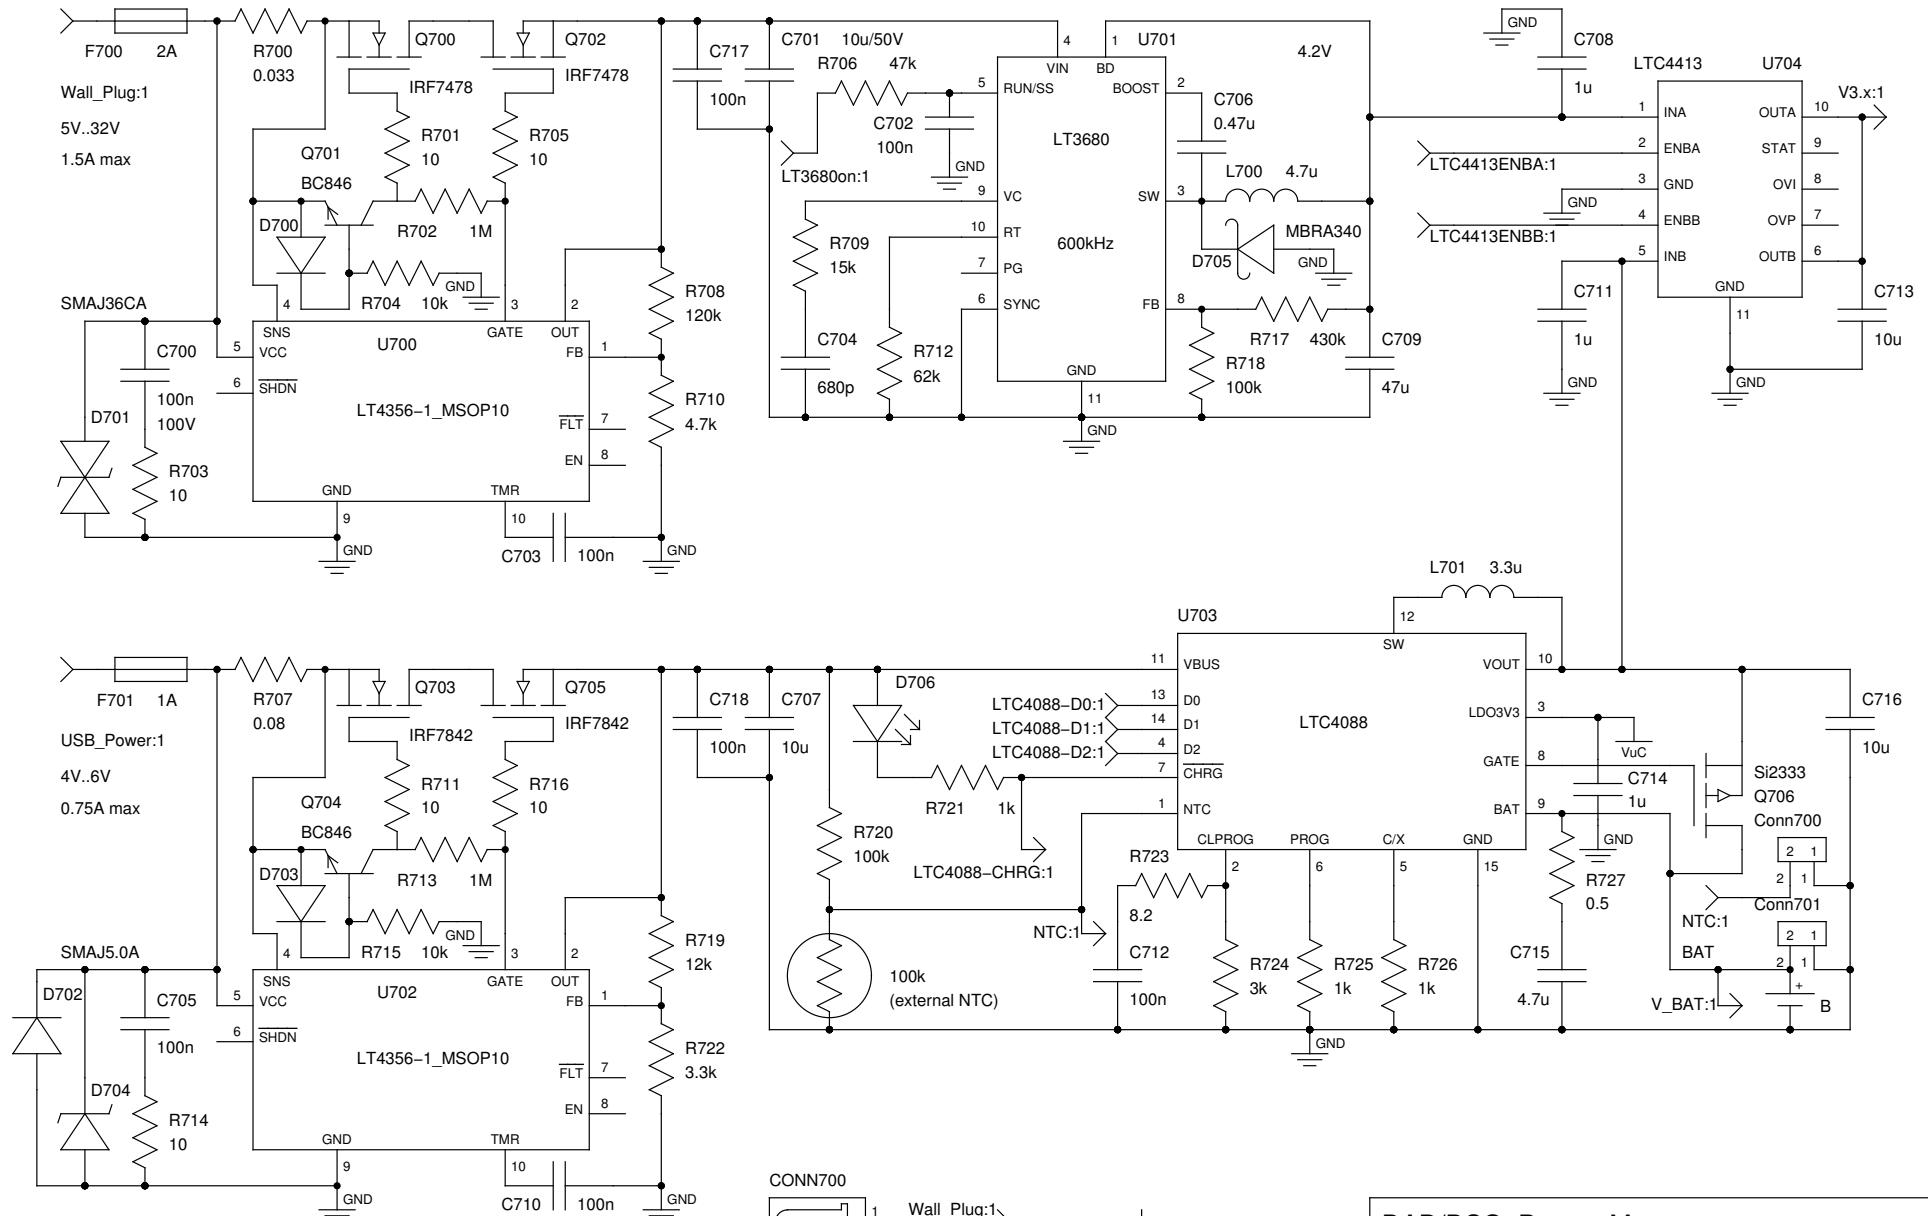 F700 2A
Wall_Plug:1
5V..32V
1.5A max
R700
0.033
Q700
IRF7478
Q702
IRF7478
R701
10
R705
10
Q701
BC846
D700
R702 1M
R704 10k
GND
SMAJ36CA
C700
100n
100V
D701
R703
10
4
SNS
3
GATE
2
OUT
U700
5
VCC
6
SHDN
LT4356-1_MSOP10
FB
1
FLT
7
EN
8
GND
9
TMR
10
GND
C703 100n
GND
R708
120k
R710
4.7k
C717
100n
C701 10u/50V
R706 47k
C702
100n
GND
LT3680on:1
4
VIN
1
BD
U701
4.2V
5
RUN/SS
BOOST
2
LT3680
C706
0.47u
9
VC
SW
3
L700 4.7u
10
RT
600kHz
MBRA340
D705
GND
7
PG
6
SYNC
FB
8
R709
15k
C704
680p
R712
62k
GND
11
GND
R717 430k
R718
100k
C709
47u
GND
C708
1u
LTC4413 U704
1
INA
OUTA
10
V3.x:1
2
ENBA
STAT
9
LTC4413ENBA:1
3
GND
OVI
8
GND
4
ENBB
OVP
7
LTC4413ENBB:1
5
INB
OUTB
6
GND
11
GND
C711
1u
GND
C713
10u
F701 1A
USB_Power:1
4V..6V
0.75A max
R707
0.08
Q703
IRF7842
Q705
IRF7842
R711
10
R716
10
Q704
BC846
D703
R713 1M
R715 10k
GND
SMAJ5.0A
D702
C705
100n
D704
R714
10
4
SNS
3
GATE
2
OUT
U702
5
VCC
6
SHDN
LT4356-1_MSOP10
FB
1
FLT
7
EN
8
GND
9
TMR
10
GND
C710 100n
GND
R719
12k
R722
3.3k
C718
100n
C707
10u
D706
R720
100k
R721 1k
LTC4088-D0:1
LTC4088-D1:1
LTC4088-D2:1
LTC4088-CHRG:1
NTC:1
100k
(external NTC)
U703
LTC4088
L701 3.3u
12
SW
11
VBUS
13
D0
14
D1
4
D2
7
CHRG
1
NTC
VOUT
10
LDO3V3
3
GATE
8
BAT
9
CLPROG
2
PROG
6
C/X
5
GND
15
R723
8.2
C712
100n
R724
3k
R725
1k
R726
1k
GND
VuC
C714
1u
GND
Si2333
Q706
C716
10u
R727
0.5
C715
4.7u
Conn700
2 1
2 1
NTC:1
Conn701
2 1
2 1
BAT
V_BAT:1
+
B
CONN700
1
Wall_Plug:1